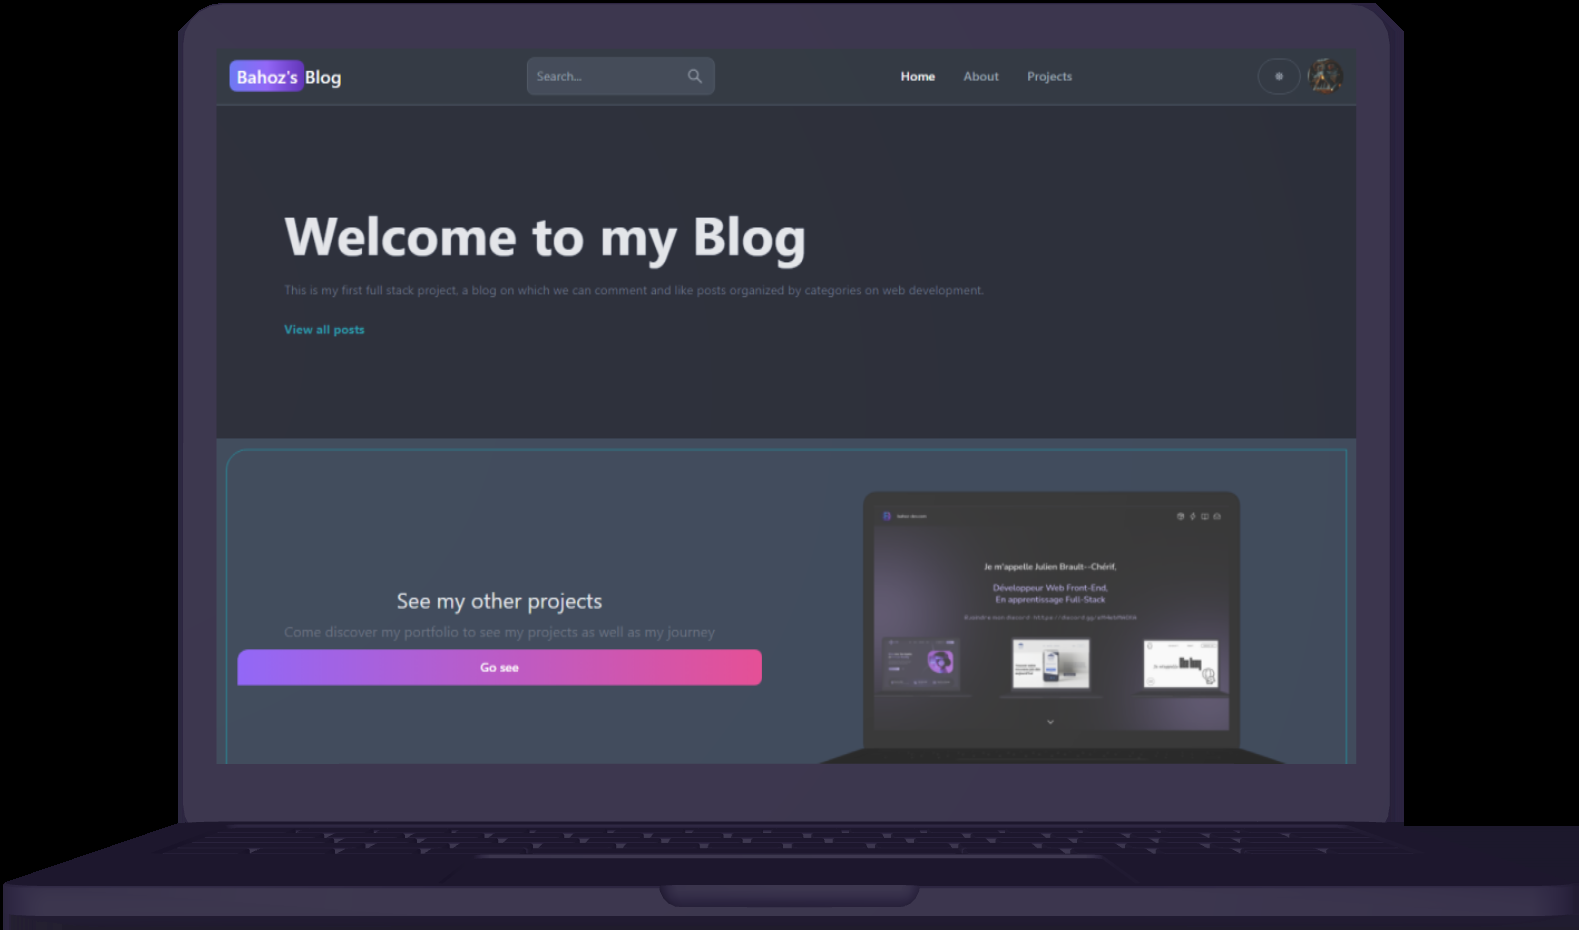 Bahoz's Blog
Search...
Home
About
Projects
Welcome to my Blog
This is my first full stack project, a blog on which we can comment and like posts organized by categories on web development.
View all posts
See my other projects
Come discover my portfolio to see my projects as well as my journey
Go see
Je m'appelle Julien Brault--Chérif,
Développeur Web Front-End,
En apprentissage Full-Stack